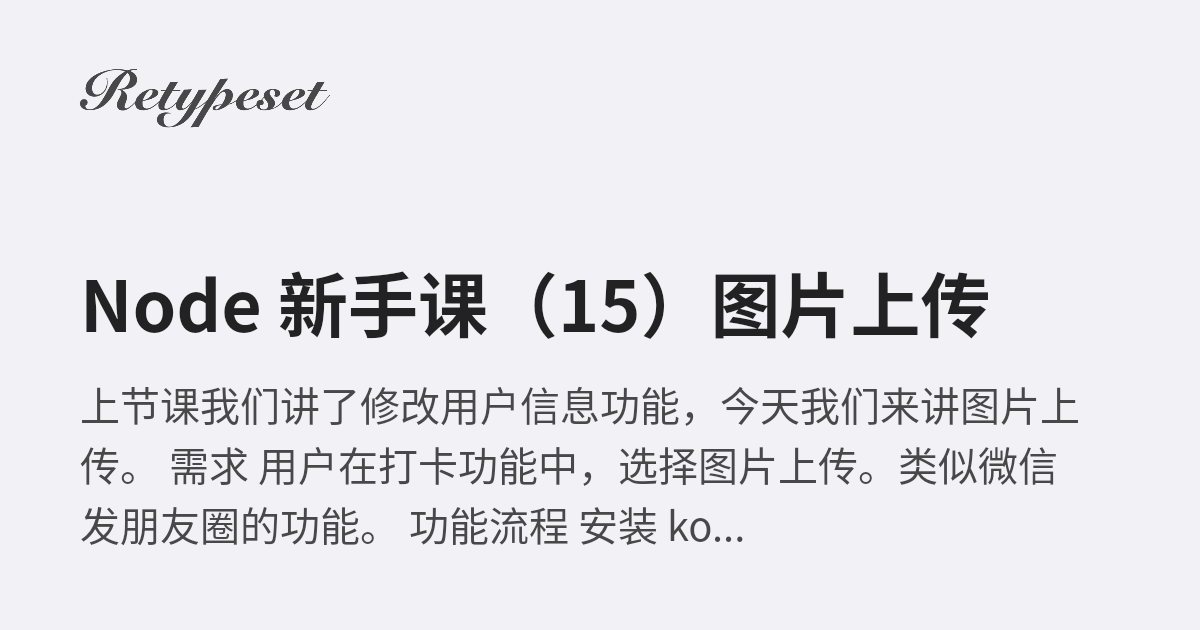 Retypeset
Node 新手课（15）图片上传
上节课我们讲了修改用户信息功能，今天我们来讲图片上
传。 需求 用户在打卡功能中，选择图片上传。类似微信
发朋友圈的功能。 功能流程 安装 ko...